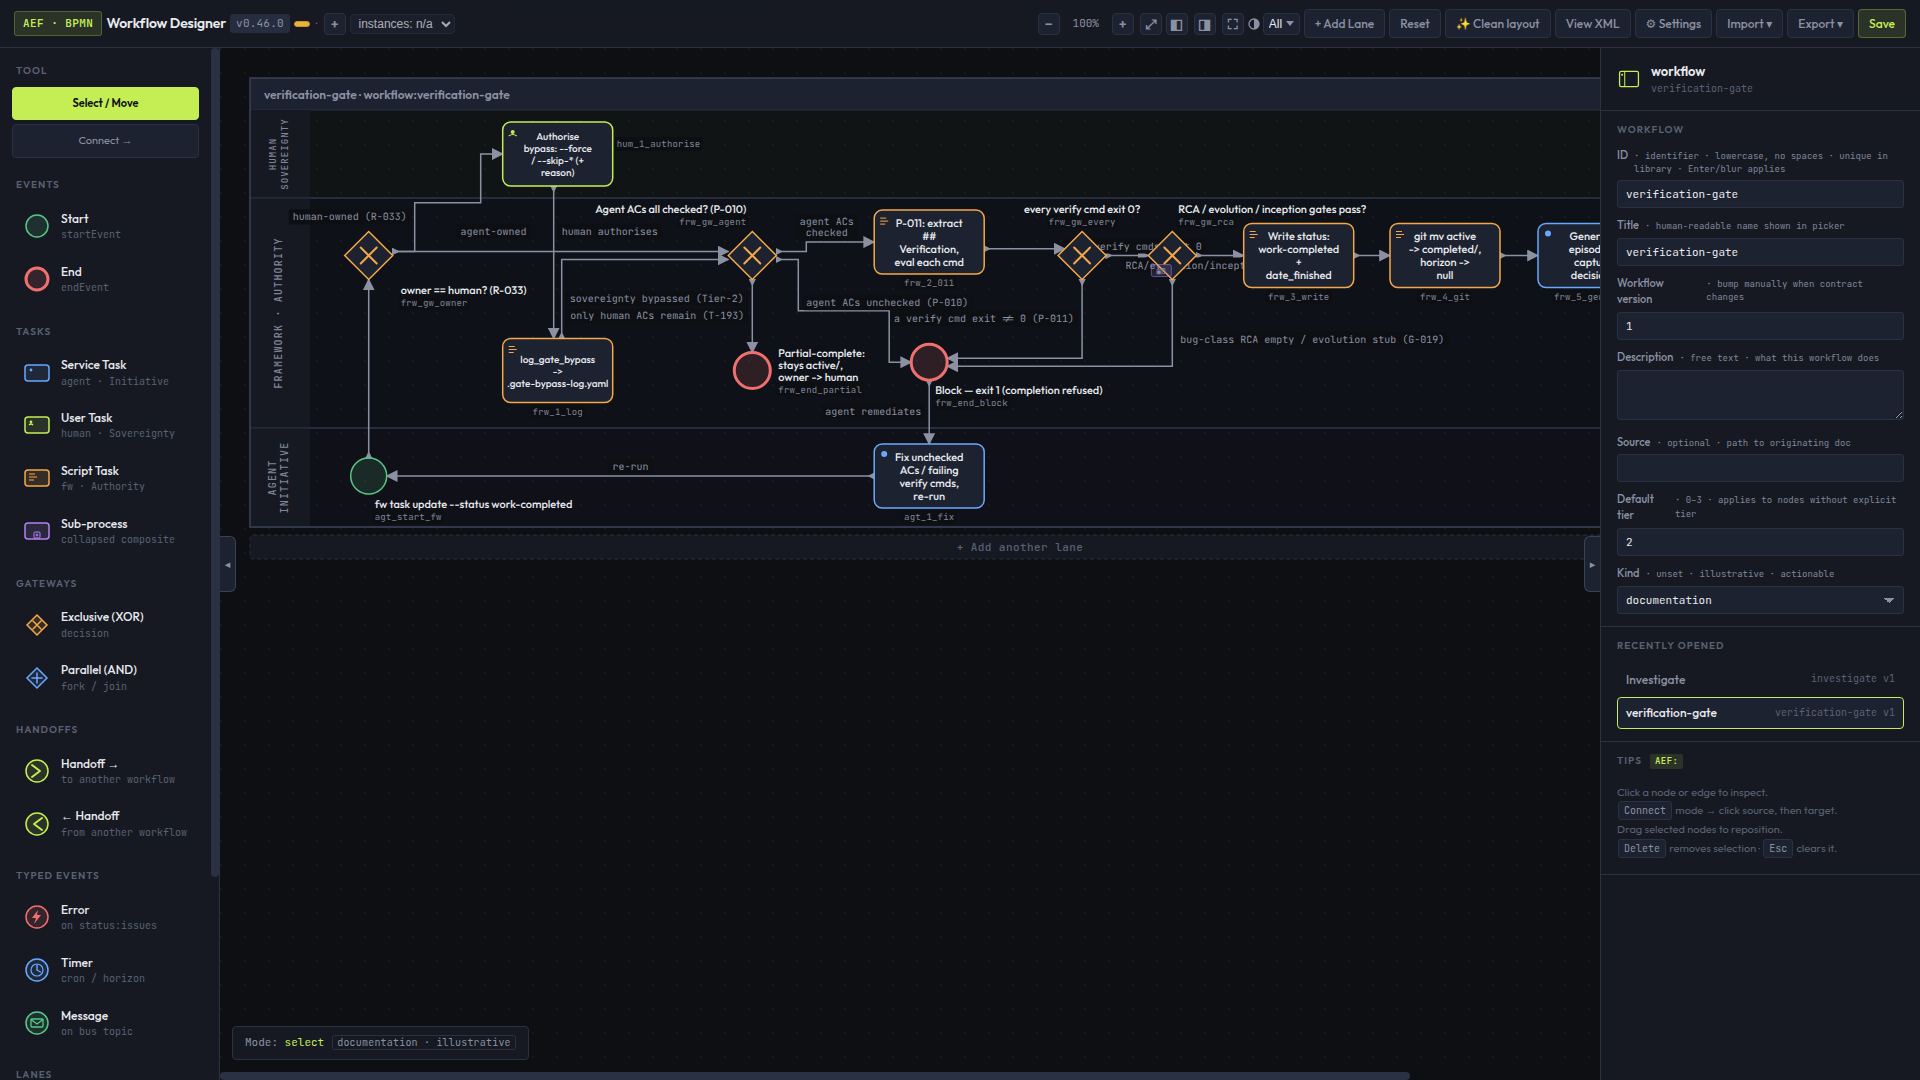 AEF · BPMN Workflow Designer v0.46.0 · + instances: n/a
− 100% + All + Add Lane Reset ✨ Clean layout View XML ⚙ Settings Import ▾ Export ▾ Save
TOOL
Select / Move
Connect →
EVENTS
Start
startEvent
End
endEvent
TASKS
Service Task
agent · Initiative
User Task
human · Sovereignty
Script Task
fw · Authority
Sub-process
collapsed composite
GATEWAYS
Exclusive (XOR)
decision
Parallel (AND)
fork / join
HANDOFFS
Handoff →
to another workflow
← Handoff
from another workflow
TYPED EVENTS
Error
on status:issues
Timer
cron / horizon
Message
on bus topic
LANES
verification-gate · workflow:verification-gate
HUMAN
SOVEREIGNTY
Authorise
bypass: --force
/ --skip-* (+
reason)
hum_1_authorise
FRAMEWORK · AUTHORITY
human-owned (R-033)
agent-owned
human authorises
owner == human? (R-033)
frw_gw_owner
Agent ACs all checked? (P-010)
frw_gw_agent
agent ACs
checked
P-011: extract
##
Verification,
eval each cmd
frw_2_011
every verify cmd exit 0?
frw_gw_every
RCA / evolution / inception gates pass?
frw_gw_rca
Write status:
work-completed
+
date_finished
frw_3_write
git mv active
-> completed/,
horizon ->
null
frw_4_git
sovereignty bypassed (Tier-2)
only human ACs remain (T-193)
log_gate_bypass
->
.gate-bypass-log.yaml
frw_1_log
agent ACs unchecked (P-010)
a verify cmd exit ≠ 0 (P-011)
bug-class RCA empty / evolution stub (G-019)
Partial-complete:
stays active/,
owner -> human
frw_end_partial
Block — exit 1 (completion refused)
frw_end_block
agent remediates
AGENT
INITIATIVE
re-run
fw task update --status work-completed
agt_start_fw
Fix unchecked
ACs / failing
verify cmds,
re-run
agt_1_fix
+ Add another lane
Mode: select documentation · illustrative
workflow
verification-gate
WORKFLOW
ID · identifier · lowercase, no spaces · unique in
library · Enter/blur applies
verification-gate
Title · human-readable name shown in picker
verification-gate
Workflow version · bump manually when contract changes
1
Description · free text · what this workflow does
Source · optional · path to originating doc
Default tier · 0–3 · applies to nodes without explicit tier
2
Kind · unset · illustrative · actionable
documentation
RECENTLY OPENED
Investigate investigate v1
verification-gate verification-gate v1
TIPS AEF:
Click a node or edge to inspect.
Connect mode → click source, then target.
Drag selected nodes to reposition.
Delete removes selection · Esc clears it.